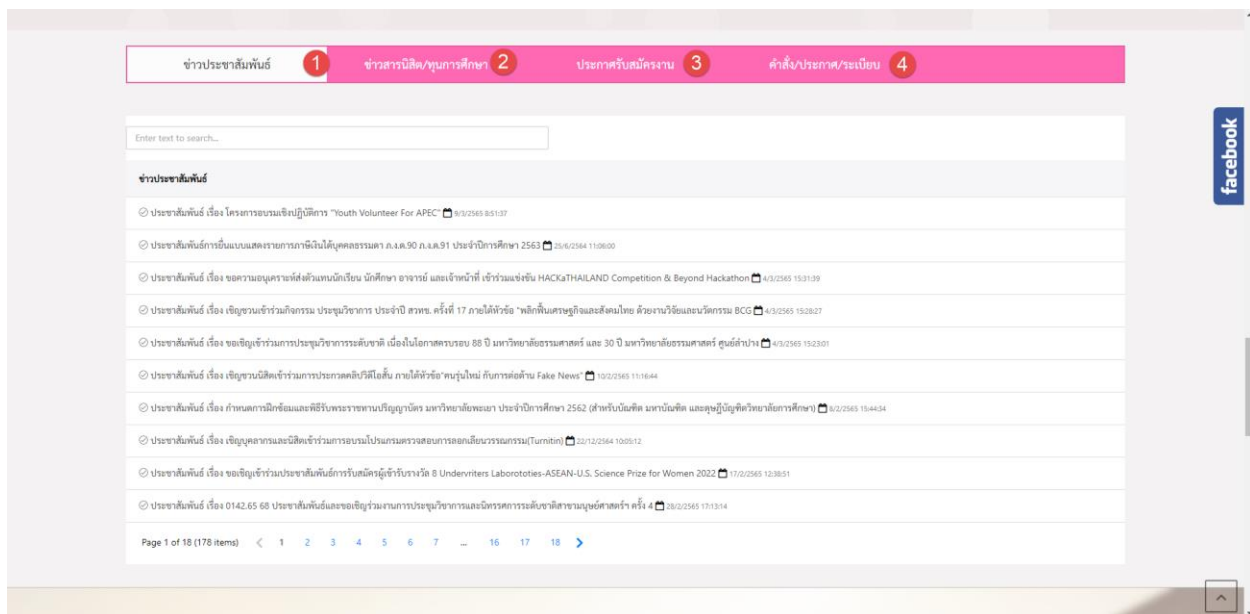 ข่าวประชาสัมพันธ์ 1 ข่าวสารนิสิต/ทุนการศึกษา 2 ประกาศรับสมัครงาน 3 คำสั่ง/ประกาศ/ระเบียบ 4
facebook
Enter text to search...
ข่าวประชาสัมพันธ์
ประชาสัมพันธ์ เรื่อง โครงการอบรมเชิงปฏิบัติการ "Youth Volunteer For APEC" 9/3/2565 8:51:37
ประชาสัมพันธ์การยื่นแบบแสดงรายการภาษีเงินได้บุคคลธรรมดา ภ.ง.ด.90 ภ.ง.ด.91 ประจำปีการศึกษา 2563 25/6/2564 11:06:00
ประชาสัมพันธ์ เรื่อง ขอความอนุเคราะห์ส่งตัวแทนนักเรียน นักศึกษา อาจารย์ และเจ้าหน้าที่ เข้าร่วมแข่งขัน HACKaTHAILAND Competition & Beyond Hackathon 4/3/2565 15:31:39
ประชาสัมพันธ์ เรื่อง เชิญชวนเข้าร่วมกิจกรรม ประชุมวิชาการ ประจำปี สวทช. ครั้งที่ 17 ภายใต้หัวข้อ "พลิกฟื้นเศรษฐกิจและสังคมไทย ด้วยงานวิจัยและนวัตกรรม BCG 4/3/2565 15:28:27
ประชาสัมพันธ์ เรื่อง ขอเชิญเข้าร่วมการประชุมวิชาการระดับชาติ เนื่องในโอกาสครบรอบ 88 ปี มหาวิทยาลัยธรรมศาสตร์ และ 30 ปี มหาวิทยาลัยธรรมศาสตร์ ศูนย์ลำปาง 4/3/2565 15:23:01
ประชาสัมพันธ์ เรื่อง เชิญชวนนิสิตเข้าร่วมการประกวดคลิปวิดีโอสั้น ภายใต้หัวข้อ"คนรุ่นใหม่ กับการต่อต้าน Fake News" 10/2/2565 11:16:44
ประชาสัมพันธ์ เรื่อง กำหนดการฝึกซ้อมและพิธีรับพระราชทานปริญญาบัตร มหาวิทยาลัยพะเยา ประจำปีการศึกษา 2562 (สำหรับบัณฑิต มหาบัณฑิต และดุษฎีบัญฑิตวิทยาลัยการศึกษา) 8/2/2565 15:44:34
ประชาสัมพันธ์ เรื่อง เชิญบุคลากรและนิสิตเข้าร่วมการอบรมโปรแกรมตรวจสอบการลอกเลียนวรรณกรรม(Turnitin) 22/12/2564 10:05:12
ประชาสัมพันธ์ เรื่อง ขอเชิญเข้าร่วมประชาสัมพันธ์การรับสมัครผู้เข้ารับรางวัล 8 Undervriters Laborototies-ASEAN-U.S. Science Prize for Women 2022 17/2/2565 12:38:51
ประชาสัมพันธ์ เรื่อง 0142.65 68 ประชาสัมพันธ์และขอเชิญร่วมงานการประชุมวิชาการและนิทรรศการระดับชาติสาขามนุษย์ศาสตร์ฯ ครั้ง 4 28/2/2565 17:13:14
Page 1 of 18 (178 items) 1 2 3 4 5 6 7 ... 16 17 18